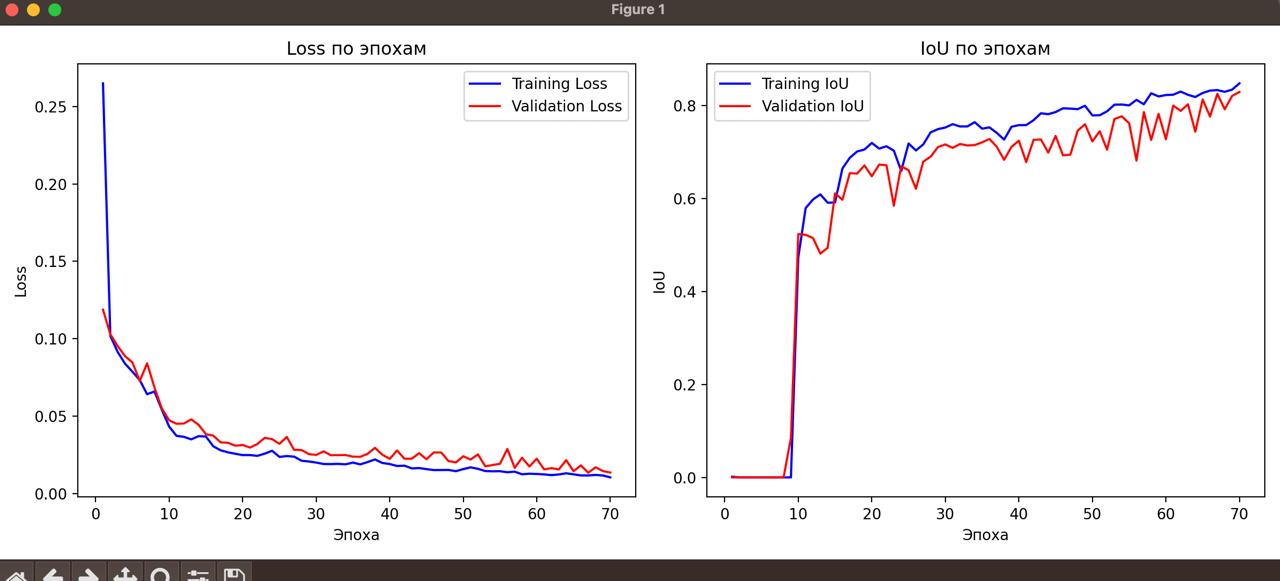 Figure 1
Loss по эпохам
Training Loss
Validation Loss
0.25
0.20
0.15
0.10
0.05
0.00
Loss
0 10 20 30 40 50 60 70
Эпоха
IoU по эпохам
Training IoU
Validation IoU
0.8
0.6
0.4
0.2
0.0
IoU
0 10 20 30 40 50 60 70
Эпоха